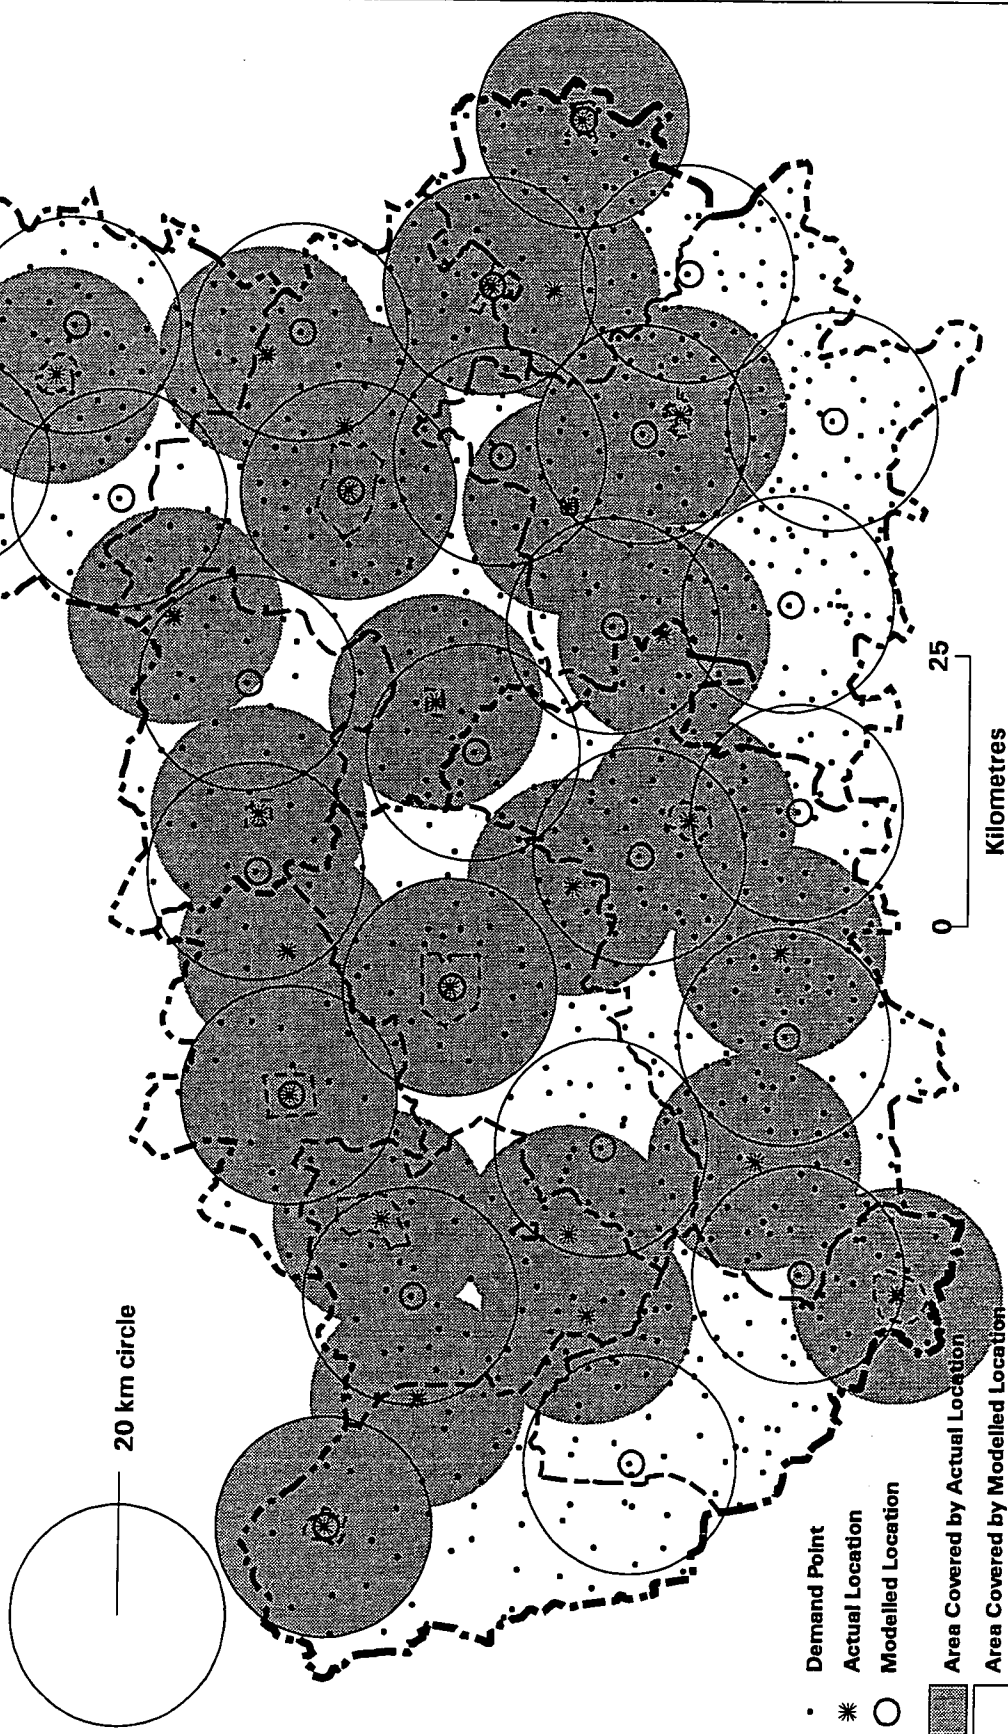 20 km circle
Demand Point
Actual Location
Modelled Location
Area Covered by Actual Location
Area Covered by Modelled Location
0
25
Kilometres